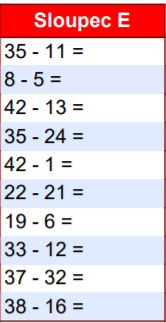 Sloupec E
35 - 11 =
8 - 5 =
42 - 13 =
35 - 24 =
42 - 1 =
22 - 21 =
19 - 6 =
33 - 12 =
37 - 32 =
38 - 16 =